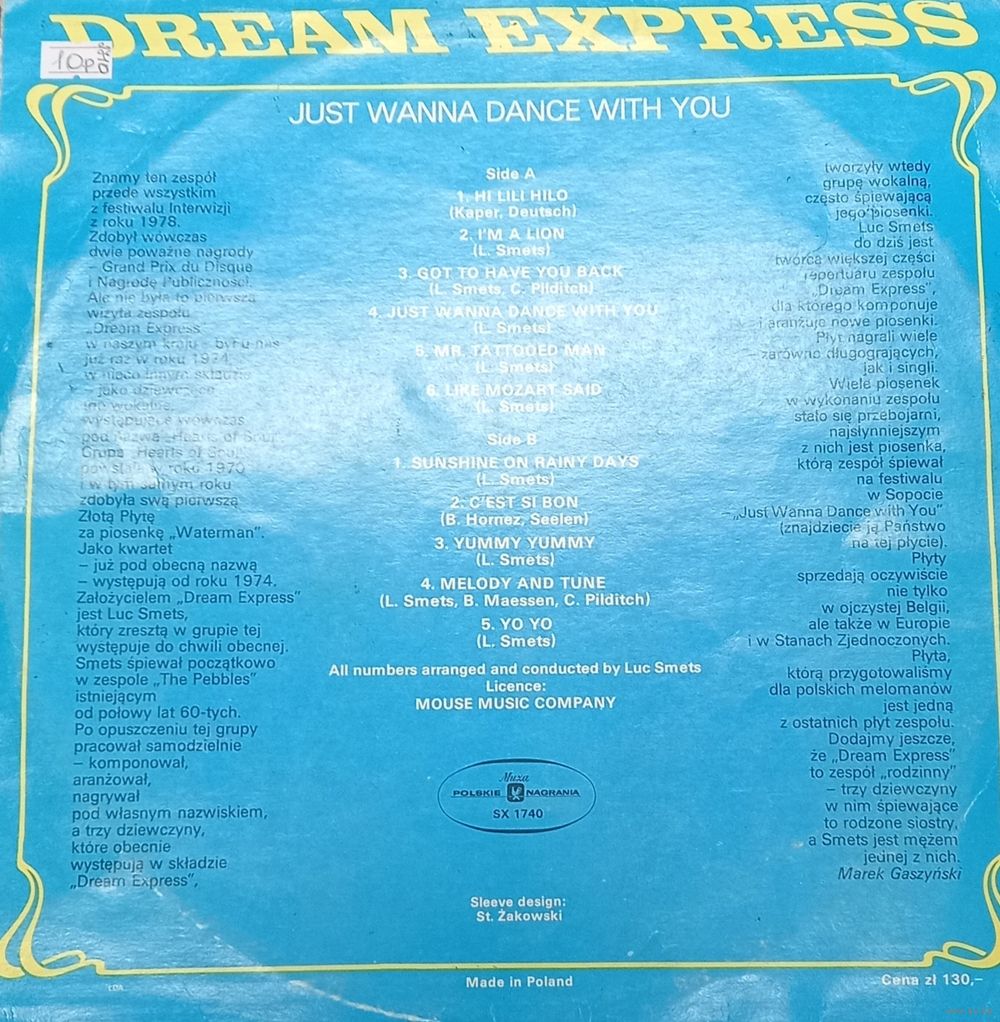 DREAM EXPRESS
10p
JUST WANNA DANCE WITH YOU
Znamy ten zespół
przede wszystkim
z festiwalu Interwizji
z roku 1978.
Zdobył wówczas
dwie poważne nagrody
– Grand Prix du Disque
i Nagrodę Publiczności.
Ale nie była to pierwsza
wizyta zespołu
„Dream Express”
w naszym kraju – był u nas
już raz w roku 1974,
w nieco innym składzie
– jako dziewczęce
trio wokalne
występujące wówczas
pod nazwą „Hearts of Soul”.
Grupa „Hearts of Soul”
powstała w roku 1970
i w tym samym roku
zdobyła swą pierwszą
Złotą Płytę
za piosenkę „Waterman”.
Jako kwartet
– już pod obecną nazwą
– występują od roku 1974.
Założycielem „Dream Express”
jest Luc Smets,
który zresztą w grupie tej
występuje do chwili obecnej.
Smets śpiewał początkowo
w zespole „The Pebbles”
istniejącym
od połowy lat 60-tych.
Po opuszczeniu tej grupy
pracował samodzielnie
– komponował,
aranżował,
nagrywał
pod własnym nazwiskiem,
a trzy dziewczyny,
które obecnie
występują w składzie
„Dream Express”,
Side A
1. HI LILI HILO
(Kaper, Deutsch)
2. I'M A LION
(L. Smets)
3. GOT TO HAVE YOU BACK
(L. Smets, C. Pilditch)
4. JUST WANNA DANCE WITH YOU
(L. Smets)
5. MR. TATTOOED MAN
(L. Smets)
6. LIKE MOZART SAID
(L. Smets)
Side B
1. SUNSHINE ON RAINY DAYS
(L. Smets)
2. C'EST SI BON
(B. Hornez, Seelen)
3. YUMMY YUMMY
(L. Smets)
4. MELODY AND TUNE
(L. Smets, B. Maessen, C. Pilditch)
5. YO YO
(L. Smets)
All numbers arranged and conducted by Luc Smets
Licence:
MOUSE MUSIC COMPANY
Muza
POLSKIE NAGRANIA
SX 1740
Sleeve design:
St. Żakowski
tworzyły wtedy
grupę wokalną,
często śpiewającą
jego piosenki.
Luc Smets
do dziś jest
twórcą większej części
repertuaru zespołu
„Dream Express”,
dla którego komponuje
i aranżuje nowe piosenki.
Płyt nagrali wiele
– zarówno długogrających,
jak i singli.
Wiele piosenek
w wykonaniu zespołu
stało się przebojami,
najsłynniejszym
z nich jest piosenka,
którą zespół śpiewał
na festiwalu
w Sopocie
– „Just Wanna Dance with You”
(znajdziecie ją Państwo
na tej płycie).
Płyty
sprzedają oczywiście
nie tylko
w ojczystej Belgii,
ale także w Europie
i w Stanach Zjednoczonych.
Płyta,
którą przygotowaliśmy
dla polskich melomanów
jest jedną
z ostatnich płyt zespołu.
Dodajmy jeszcze,
że „Dream Express”
to zespół „rodzinny”
– trzy dziewczyny
w nim śpiewające
to rodzone siostry,
a Smets jest mężem
jednej z nich.
Marek Gaszyński
LDA
Made in Poland
Cena zł 130,–